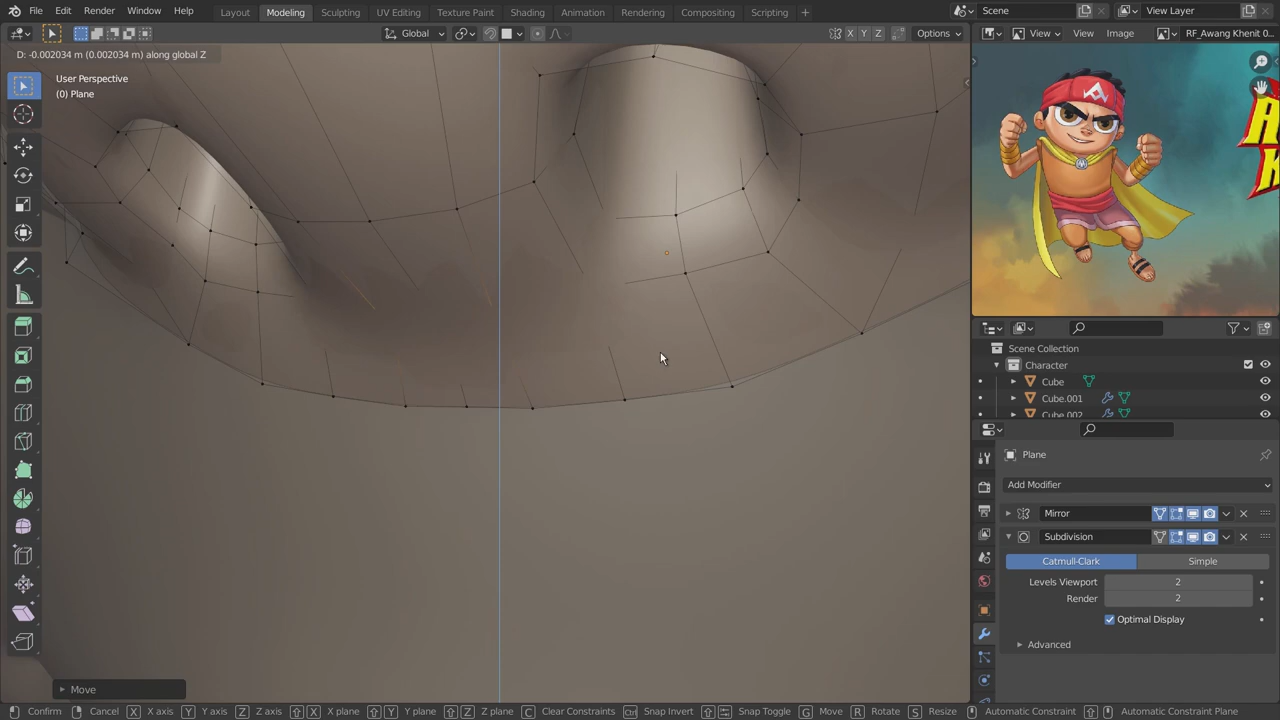 File Edit Render Window Help Layout Modeling Sculpting UV Editing Texture Paint Shading Animation Rendering Compositing Scripting + Scene View Layer
Global X Y Z Options View View Image RF_Awang Khenit 0...
D: -0.002034 m (0.002034 m) along global Z
User Perspective
(0) Plane
Scene Collection
Character
Cube
Cube.001
Cube.002
Plane
Add Modifier
Mirror
Subdivision
Catmull-Clark Simple
Levels Viewport 2
Render 2
Optimal Display
Advanced
Move
Confirm Cancel X X axis Y Y axis Z Z axis X X plane Y Y plane Z Z plane C Clear Constraints Ctrl Snap Invert Snap Toggle G Move R Rotate S Resize Automatic Constraint Automatic Constraint Plane